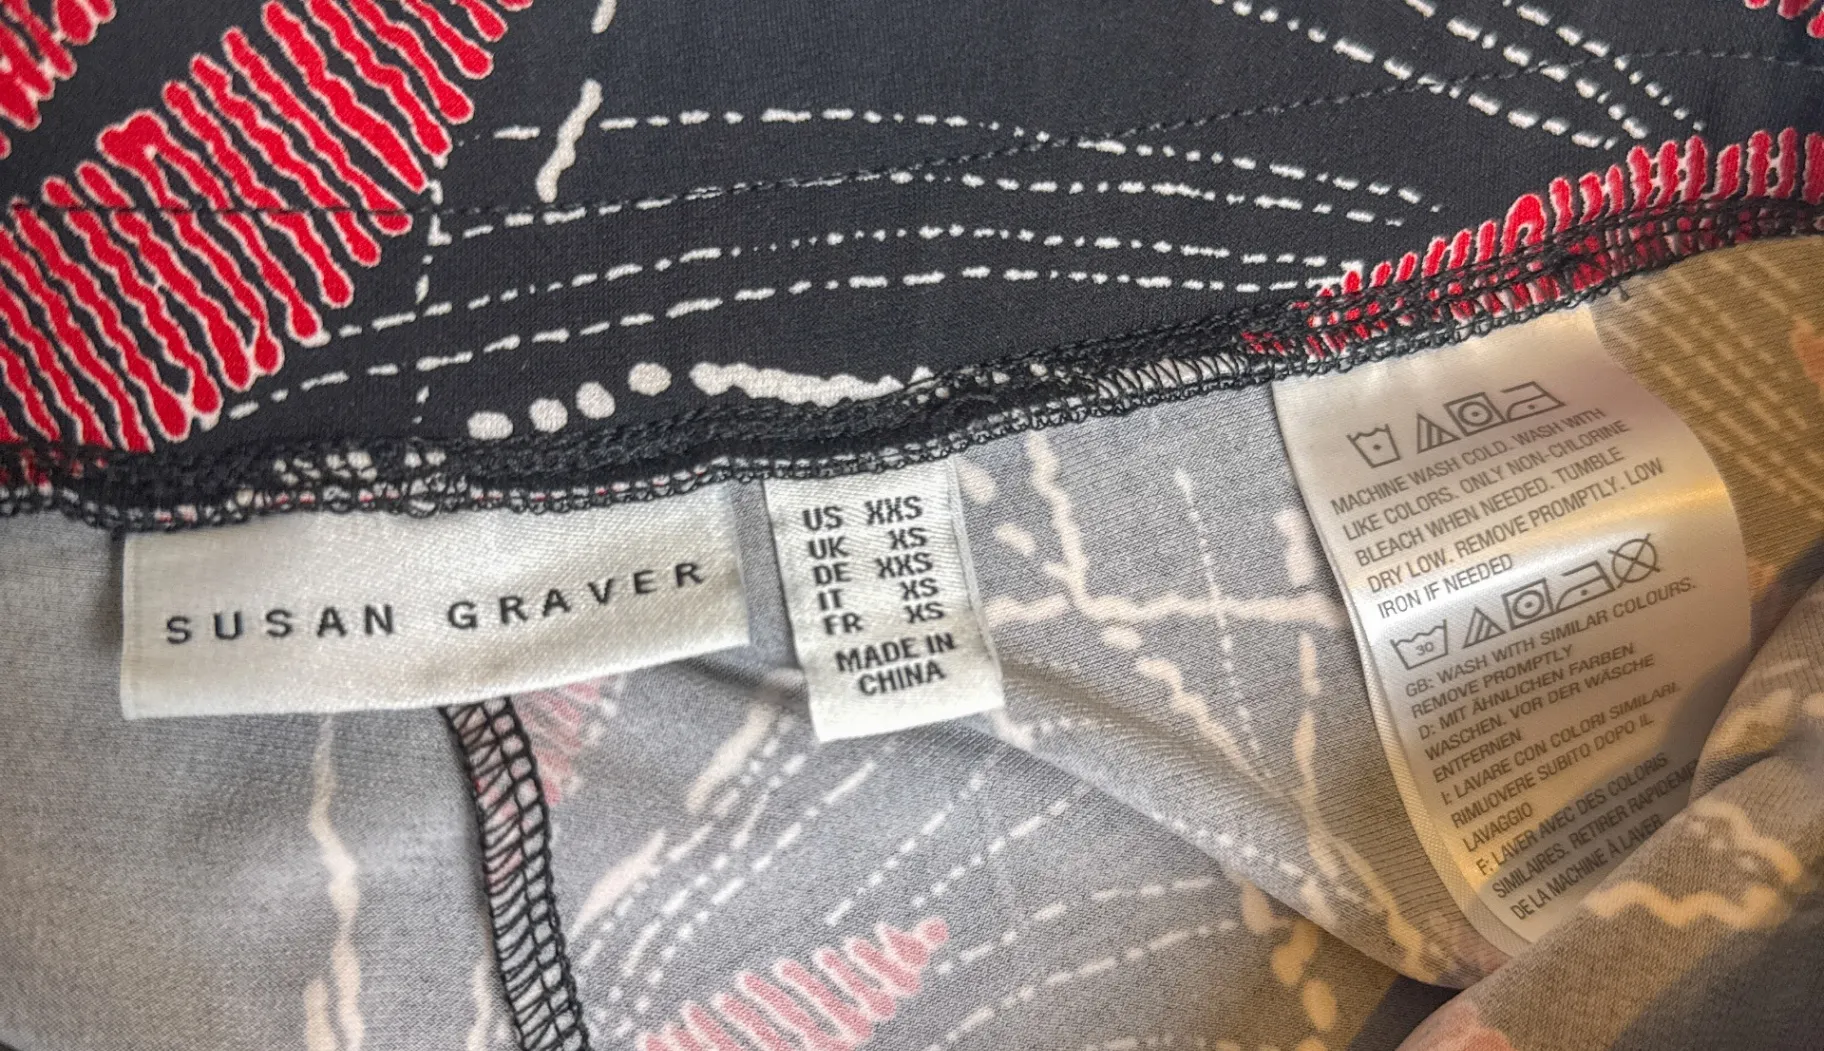 SUSAN GRAVER
US XXS
UK XS
DE XXS
IT XS
FR XS
MADE IN
CHINA
MACHINE WASH COLD. WASH WITH
LIKE COLORS. ONLY NON-CHLORINE
BLEACH WHEN NEEDED. TUMBLE
DRY LOW. REMOVE PROMPTLY. LOW
IRON IF NEEDED
30
GB: WASH WITH SIMILAR COLOURS.
REMOVE PROMPTLY
D: MIT ÄHNLICHEN FARBEN
WASCHEN. VOR DER WÄSCHE
ENTFERNEN
I: LAVARE CON COLORI SIMILARI.
RIMUOVERE SUBITO DOPO IL
LAVAGGIO
F: LAVER AVEC DES COLORIS
SIMILAIRES. RETIRER RAPIDEME
DE LA MACHINE À LAVER